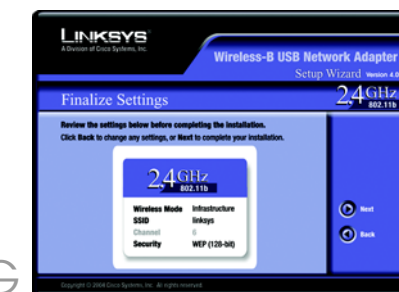 LINKSYS
A Division of Cisco Systems, Inc.
Wireless-B USB Network Adapter
Setup Wizard Version 4.0
Finalize Settings
2.4GHz
802.11b
Review the settings below before completing the installation.
Click Back to change any settings, or Next to complete your installation.
2.4GHz
802.11b
Wireless Mode Infrastructure
SSID linksys
Channel 6
Security WEP (128-bit)
Next
Back
Copyright © 2004 Cisco Systems, Inc. All rights reserved
G